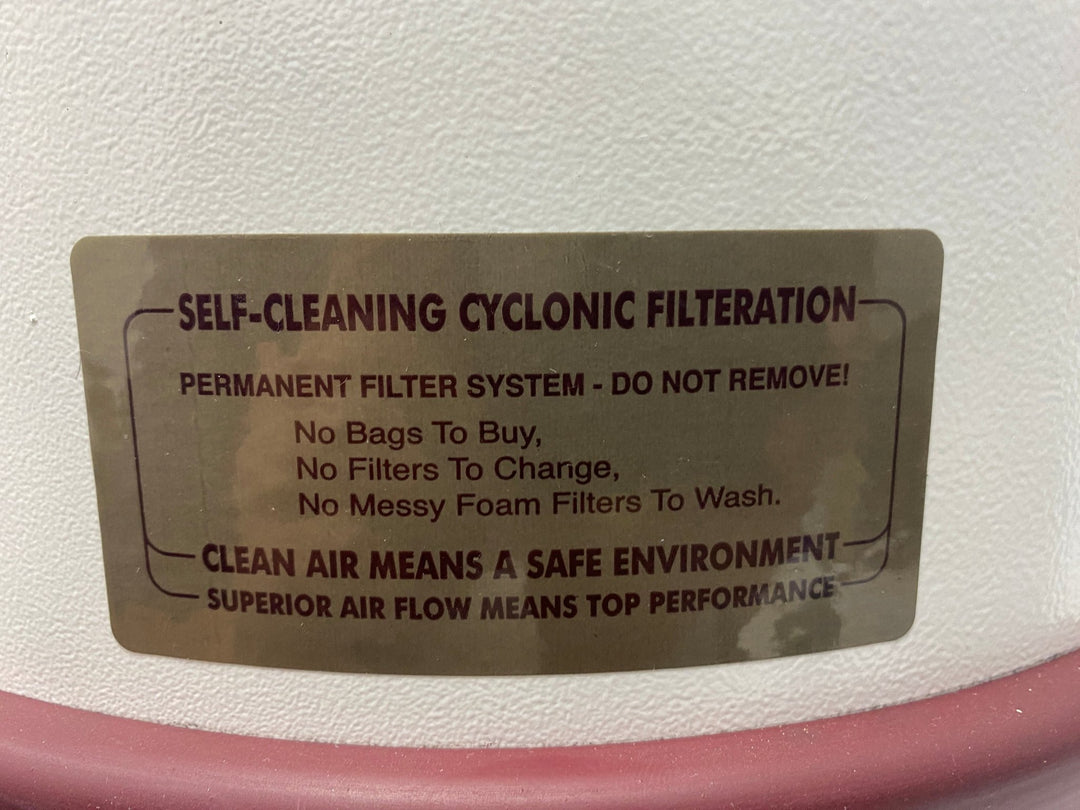 SELF-CLEANING CYCLONIC FILTERATION
PERMANENT FILTER SYSTEM - DO NOT REMOVE!
No Bags To Buy,
No Filters To Change,
No Messy Foam Filters To Wash.
CLEAN AIR MEANS A SAFE ENVIRONMENT
SUPERIOR AIR FLOW MEANS TOP PERFORMANCE